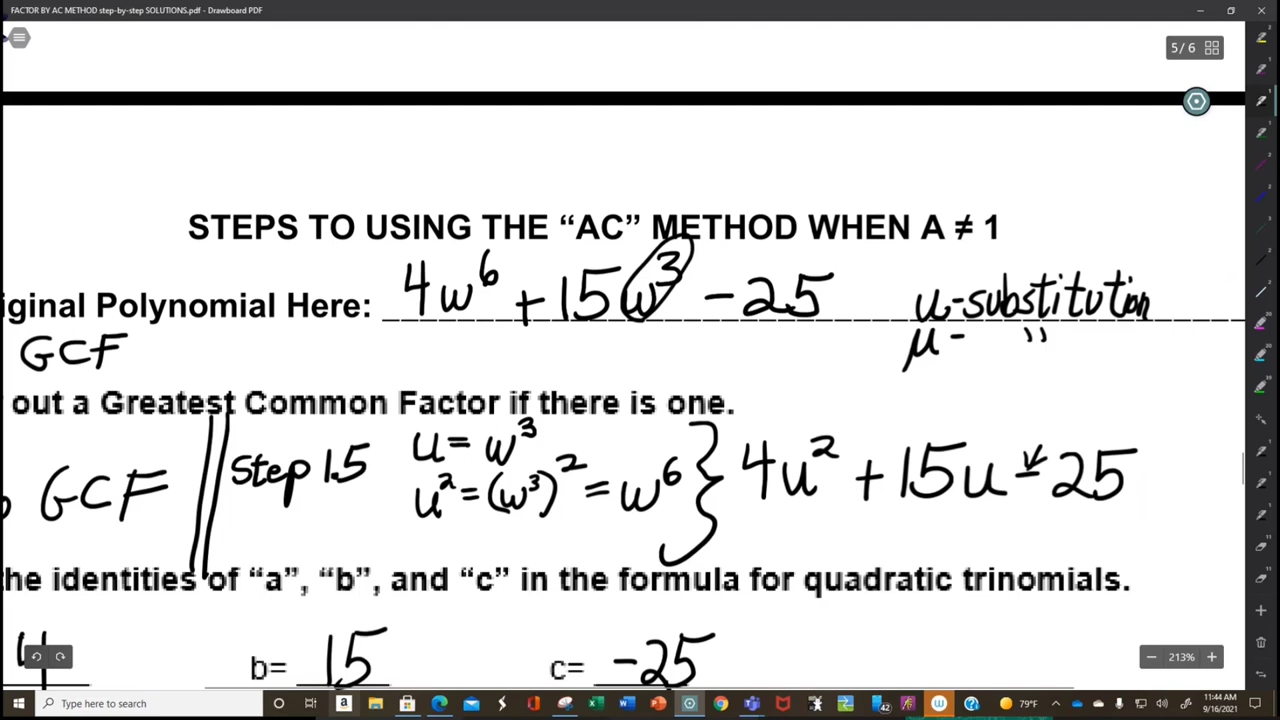 FACTOR BY AC METHOD step-by-step SOLUTIONS.pdf - Drawboard PDF
5/6
STEPS TO USING THE “AC” METHOD WHEN A ≠ 1
iginal Polynomial Here: 4w⁶ + 15w³ - 25
u-substitution
μ- "
GCF
out a Greatest Common Factor if there is one.
GCF || Step 1.5
u = w³
u² = (w³)² = w⁶ } 4u² + 15u - 25
he identities of “a”, “b”, and “c” in the formula for quadratic trinomials.
4 b= 15 c= -25
213%
Type here to search
42
79°F
11:44 AM
9/16/2021